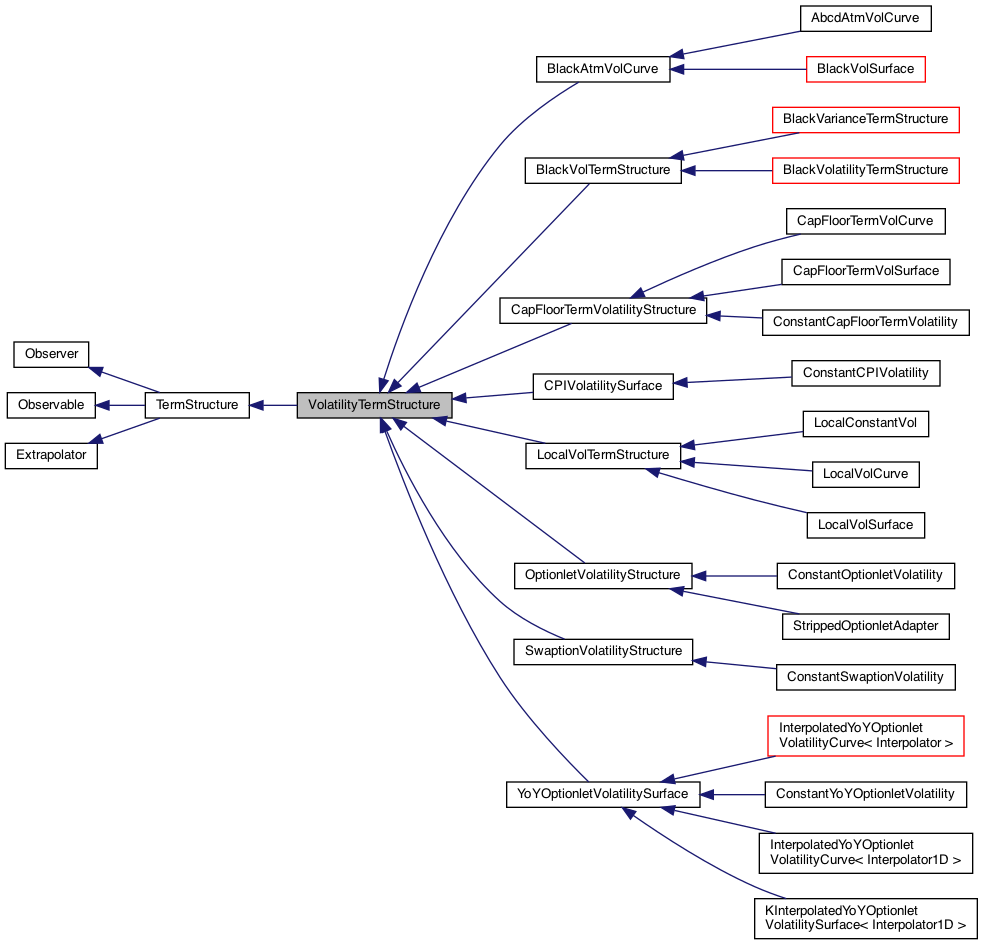 AbcdAtmVolCurve
BlackAtmVolCurve
BlackVolSurface
BlackVarianceTermStructure
BlackVolTermStructure
BlackVolatilityTermStructure
CapFloorTermVolCurve
CapFloorTermVolSurface
CapFloorTermVolatilityStructure
ConstantCapFloorTermVolatility
Observer
ConstantCPIVolatility
CPIVolatilitySurface
Observable
TermStructure
VolatilityTermStructure
LocalConstantVol
Extrapolator
LocalVolTermStructure
LocalVolCurve
LocalVolSurface
OptionletVolatilityStructure
ConstantOptionletVolatility
StrippedOptionletAdapter
SwaptionVolatilityStructure
ConstantSwaptionVolatility
InterpolatedYoYOptionlet
VolatilityCurve< Interpolator >
YoYOptionletVolatilitySurface
ConstantYoYOptionletVolatility
InterpolatedYoYOptionlet
VolatilityCurve< Interpolator1D >
KInterpolatedYoYOptionlet
VolatilitySurface< Interpolator1D >